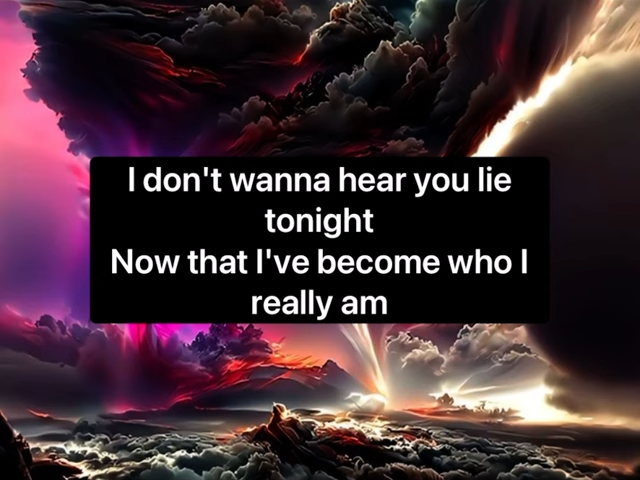 I don't wanna hear you lie
tonight
Now that I've become who I
really am